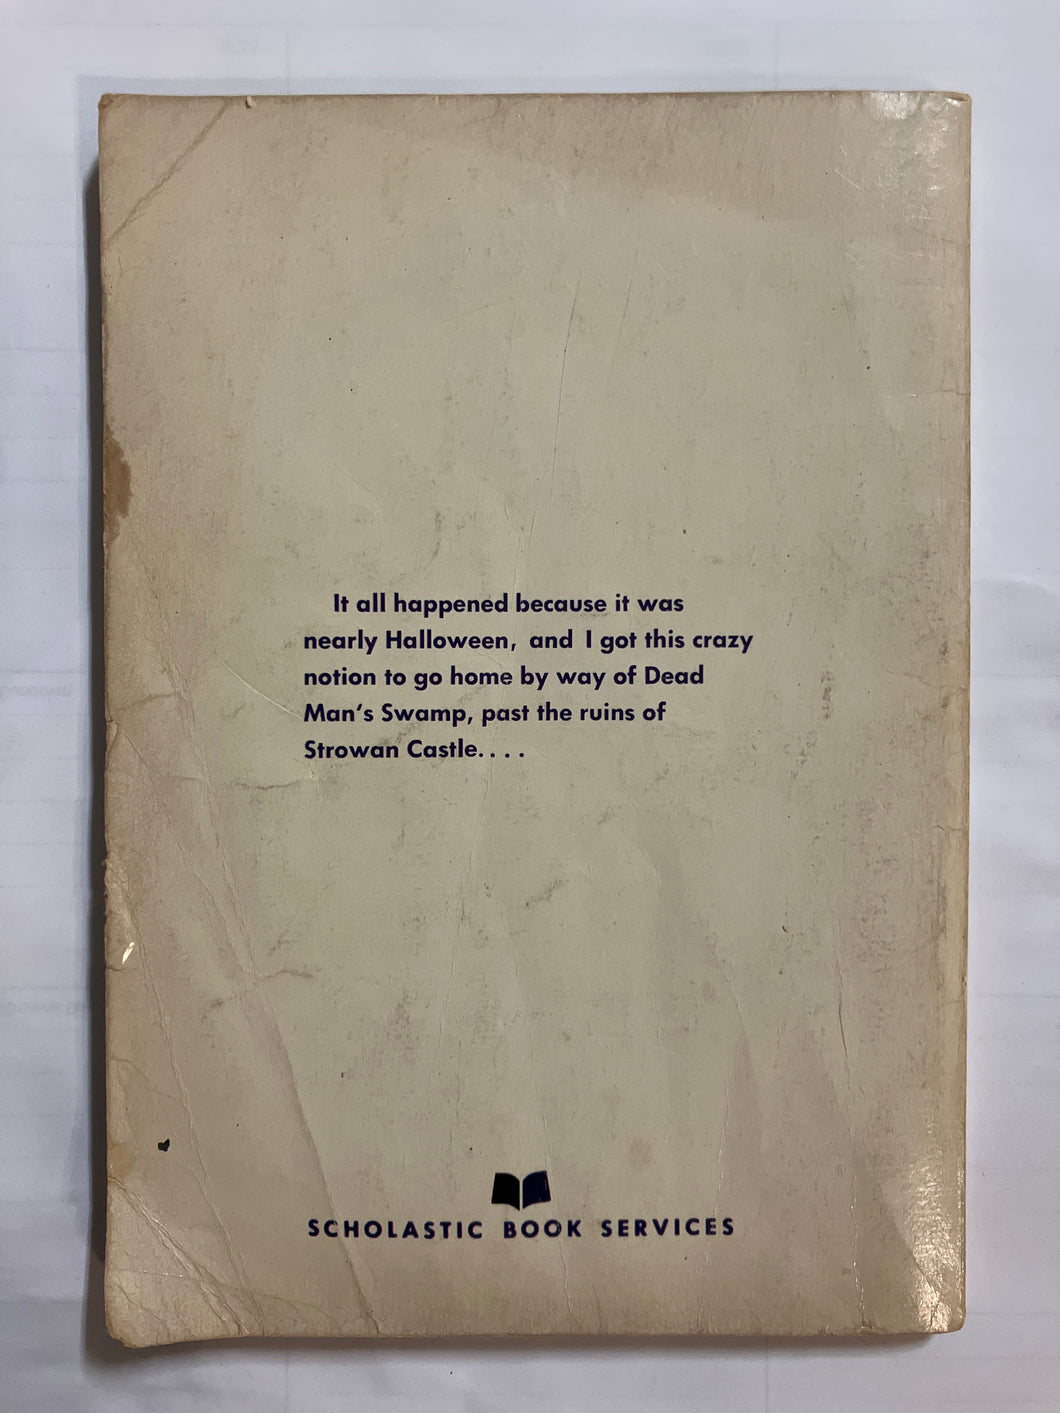 It all happened because it was
nearly Halloween, and I got this crazy
notion to go home by way of Dead
Man's Swamp, past the ruins of
Strowan Castle. . . .
SCHOLASTIC BOOK SERVICES